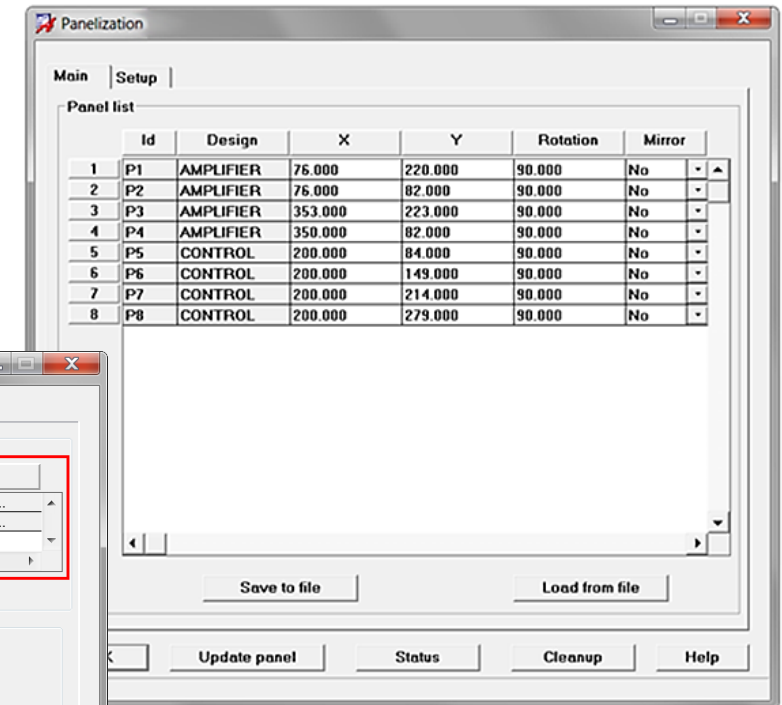 Panelization
Main Setup
Panel list
Id Design X Y Rotation Mirror
1 P1 AMPLIFIER 76.000 220.000 90.000 No
2 P2 AMPLIFIER 76.000 82.000 90.000 No
3 P3 AMPLIFIER 353.000 223.000 90.000 No
4 P4 AMPLIFIER 350.000 82.000 90.000 No
5 P5 CONTROL 200.000 84.000 90.000 No
6 P6 CONTROL 200.000 149.000 90.000 No
7 P7 CONTROL 200.000 214.000 90.000 No
8 P8 CONTROL 200.000 279.000 90.000 No
..
..
Save to file Load from file
Update panel Status Cleanup Help